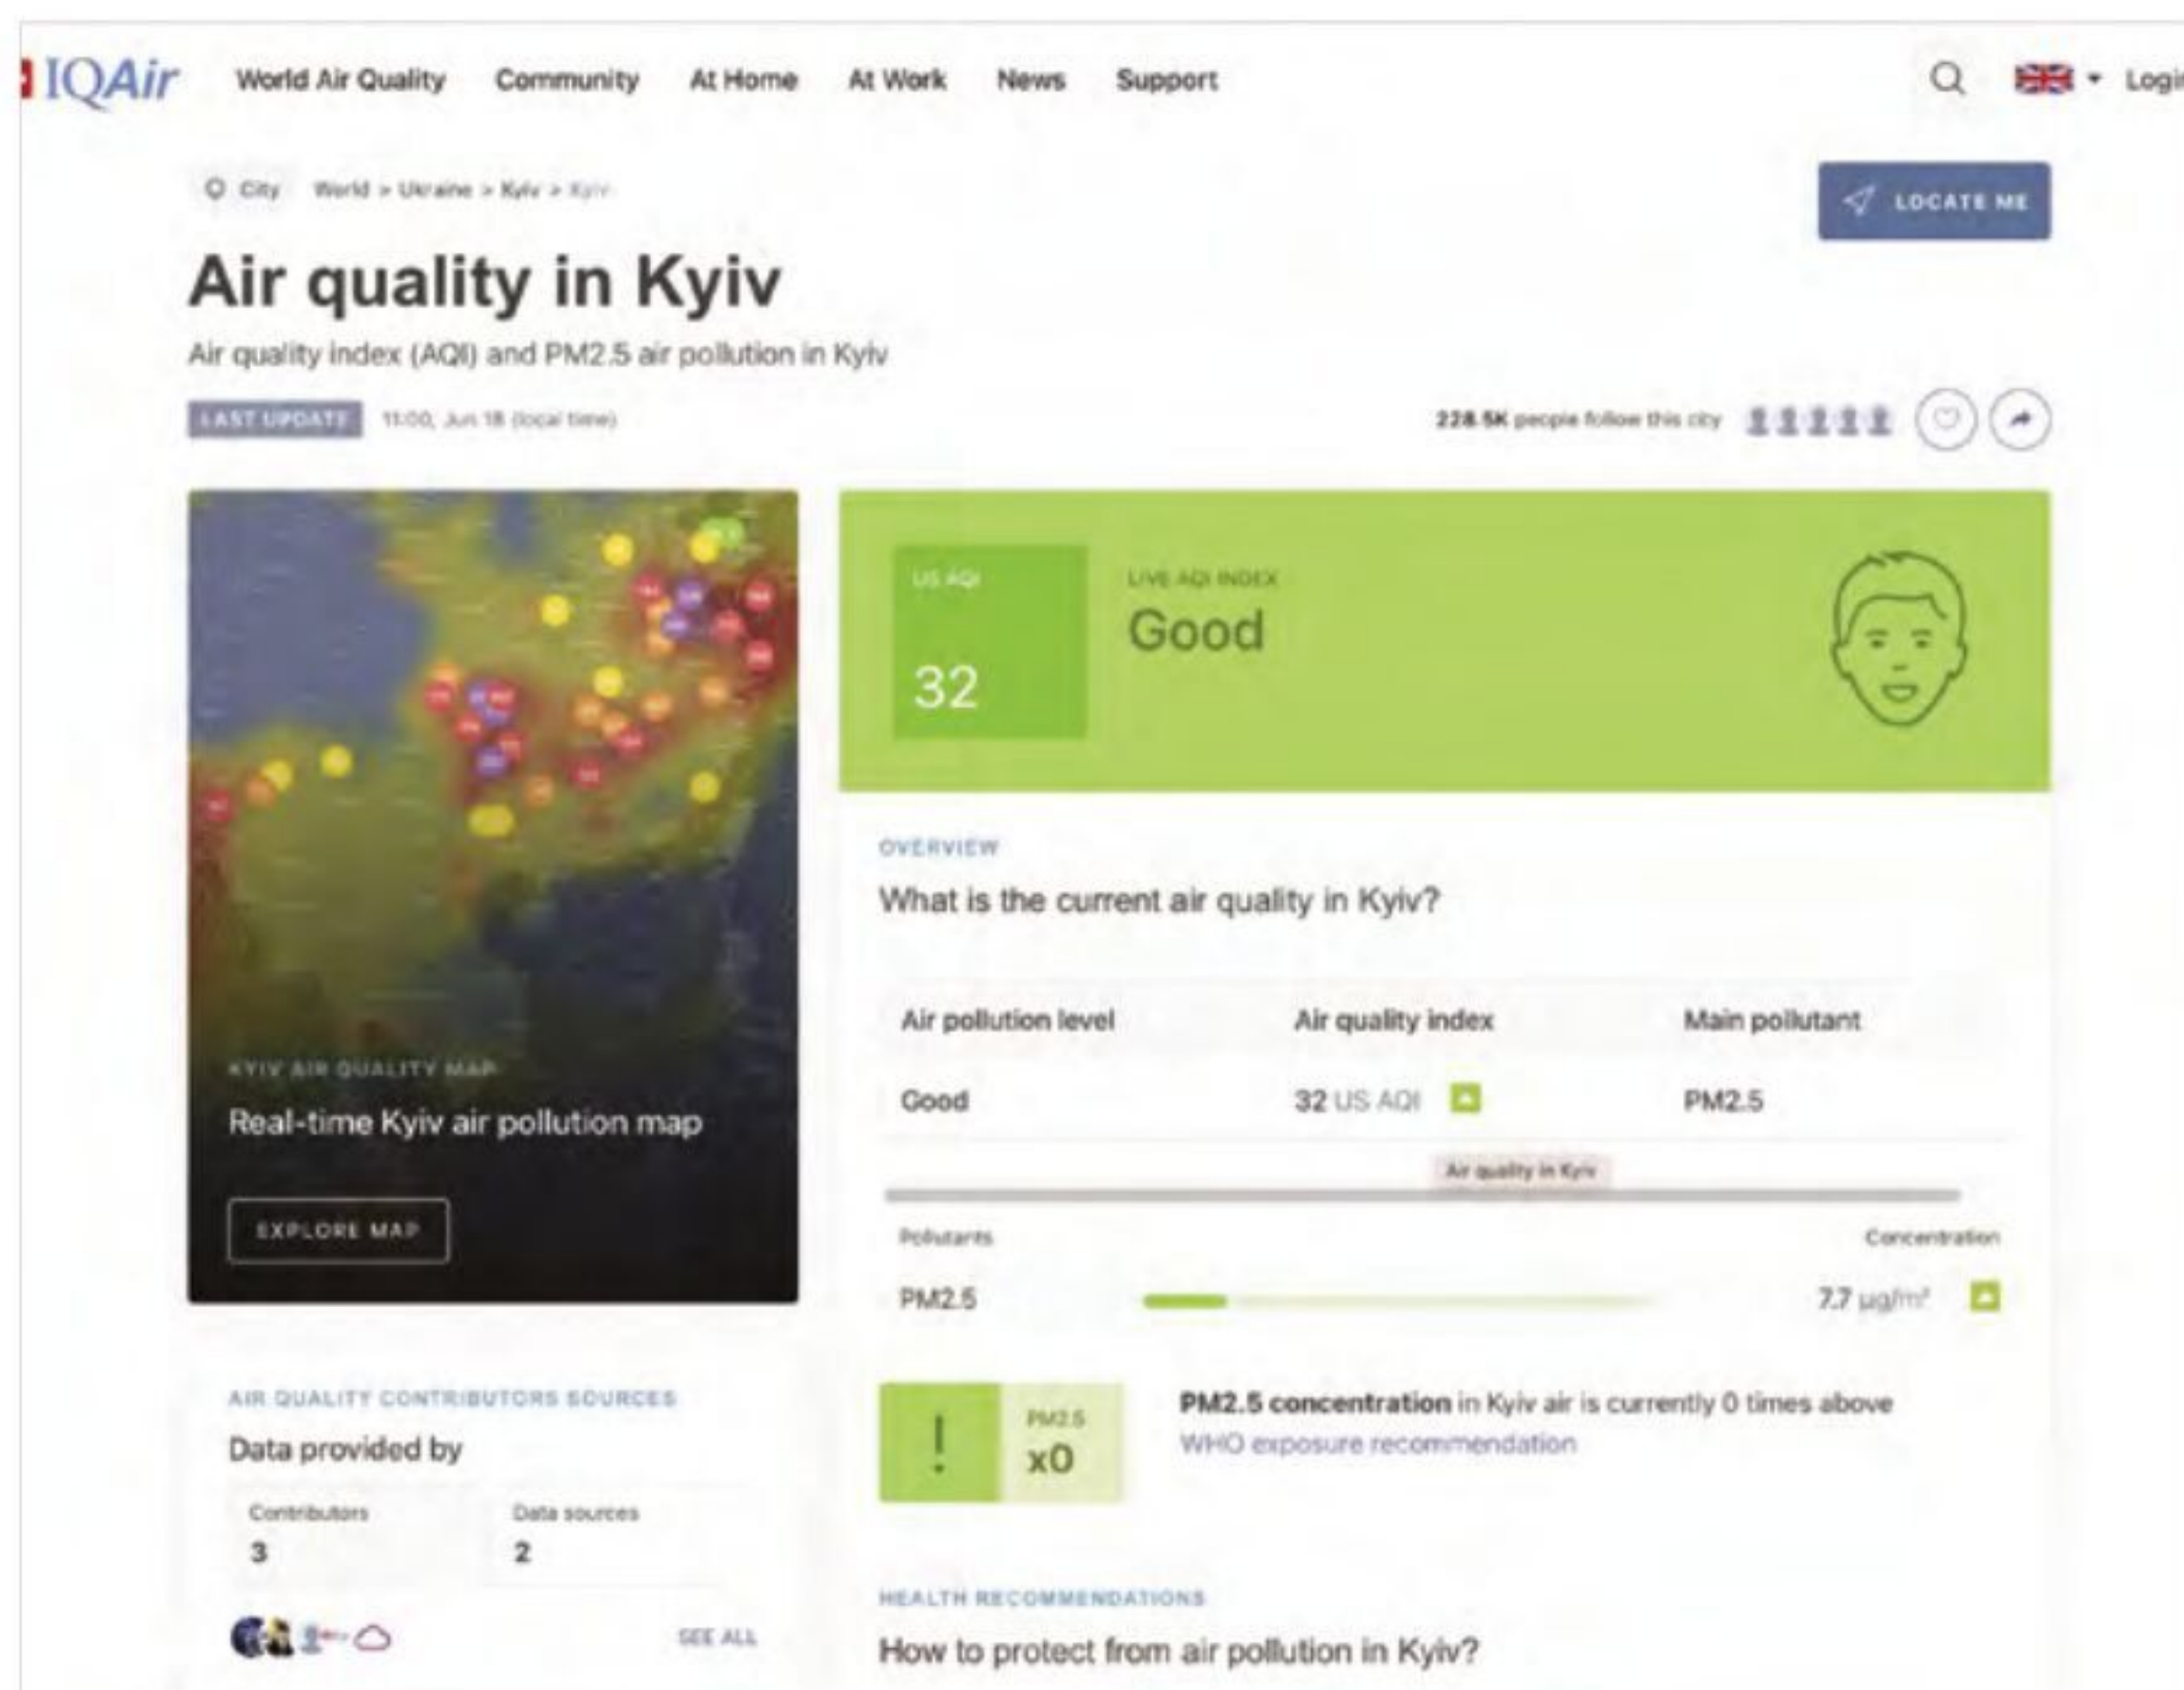 IQAir World Air Quality Community At Home At Work News Support
City World > Ukraine > Kyiv > Kyiv
LOCATE ME
Air quality in Kyiv
Air quality index (AQI) and PM2.5 air pollution in Kyiv
LAST UPDATE 11:00, Jun 18 (local time)
228.5K people follow this city
US AQI
32
LIVE AQI INDEX
Good
KYIV AIR QUALITY MAP
Real-time Kyiv air pollution map
EXPLORE MAP
OVERVIEW
What is the current air quality in Kyiv?
Air pollution level Air quality index Main pollutant
Good 32 US AQI PM2.5
Air quality in Kyiv
Pollutants Concentration
PM2.5 7.7 µg/m³
PM2.5
x0
PM2.5 concentration in Kyiv air is currently 0 times above
WHO exposure recommendation
AIR QUALITY CONTRIBUTORS SOURCES
Data provided by
Contributors Data sources
3 2
SEE ALL
HEALTH RECOMMENDATIONS
How to protect from air pollution in Kyiv?